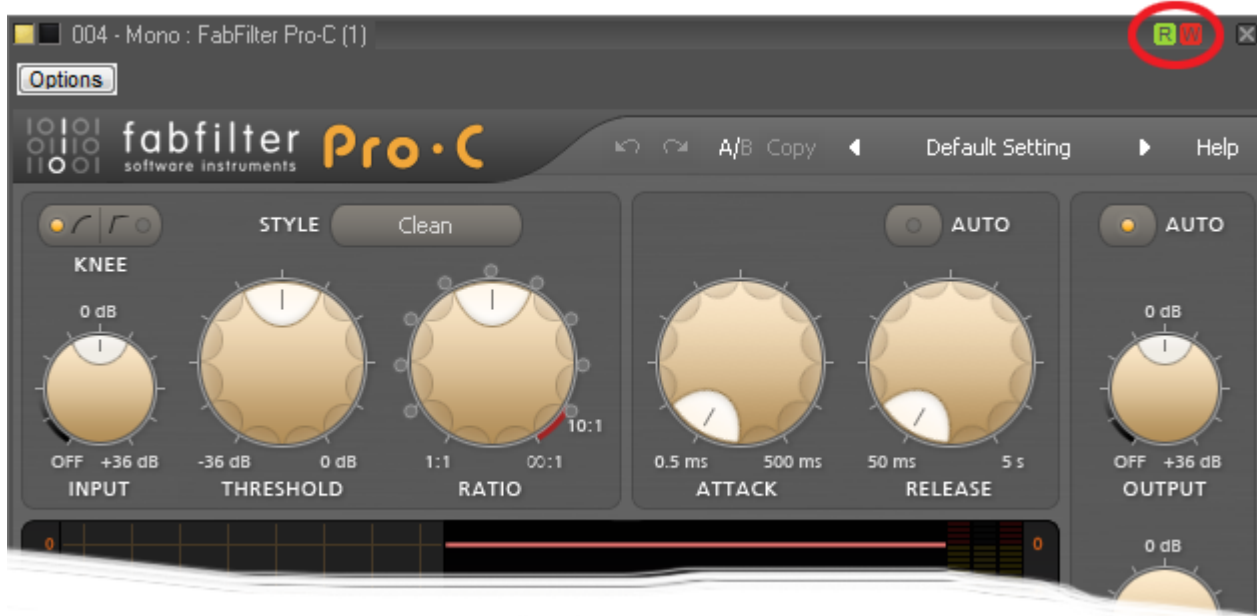 004 - Mono : FabFilter Pro-C (1) R W
Options
fabfilter Pro·C
software instruments
A/B Copy Default Setting Help
STYLE Clean AUTO AUTO
KNEE
0 dB 0 dB
10:1
OFF +36 dB -36 dB 0 dB 1:1 ∞:1 0.5 ms 500 ms 50 ms 5 s OFF +36 dB
INPUT THRESHOLD RATIO ATTACK RELEASE OUTPUT
0 0 0 dB